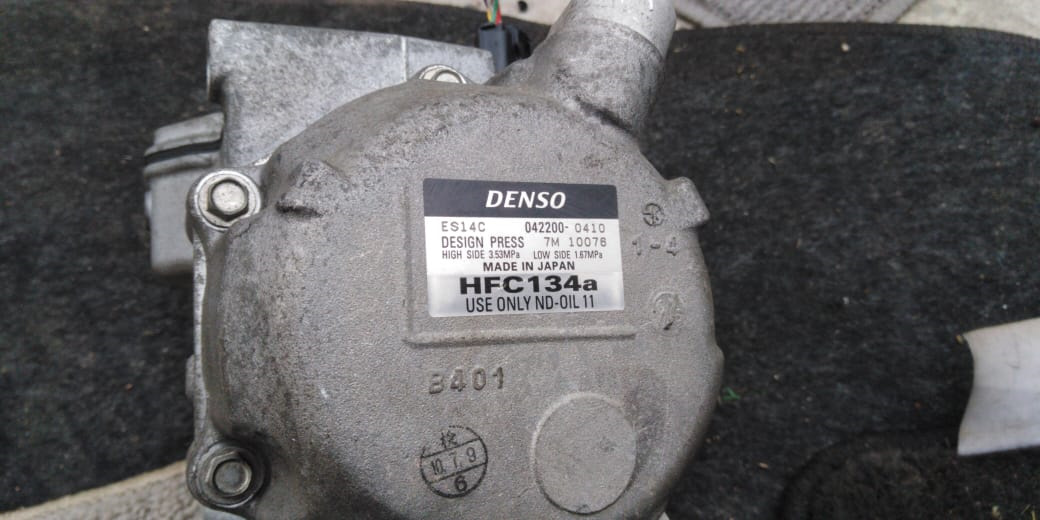 DENSO
ES14C 042200-0410
DESIGN PRESS 7M 10076
HIGH SIDE 3.53MPa LOW SIDE 1.67MPa
MADE IN JAPAN
HFC134a
USE ONLY ND-OIL 11
1-4
B401
検
10.7.9
6